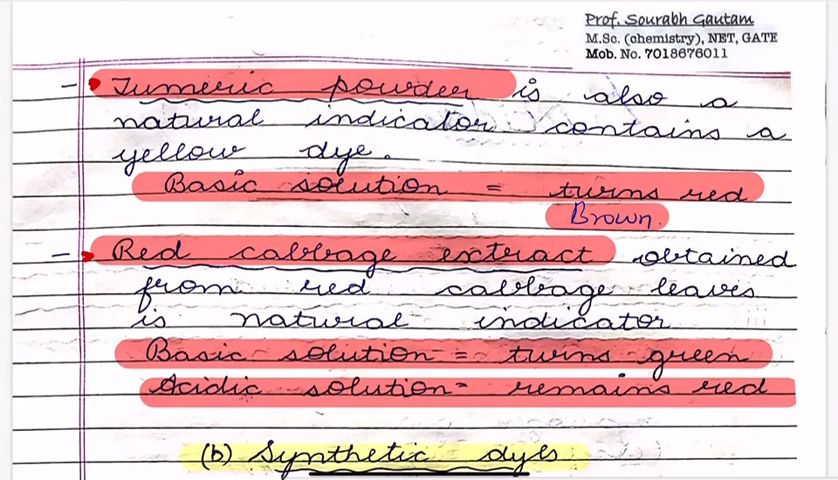 Prof. Sourabh Gautam
M.Sc. (chemistry), NET, GATE
Mob. No. 7018676011
- Tumeric powder is also a
natural indicator contains a
yellow dye.
Basic solution = turns red
Brown.
- Red cabbage extract obtained
from red cabbage leaves
is natural indicator
Basic solution = turns green
Acidic solution = remains red
(b) Synthetic dyes